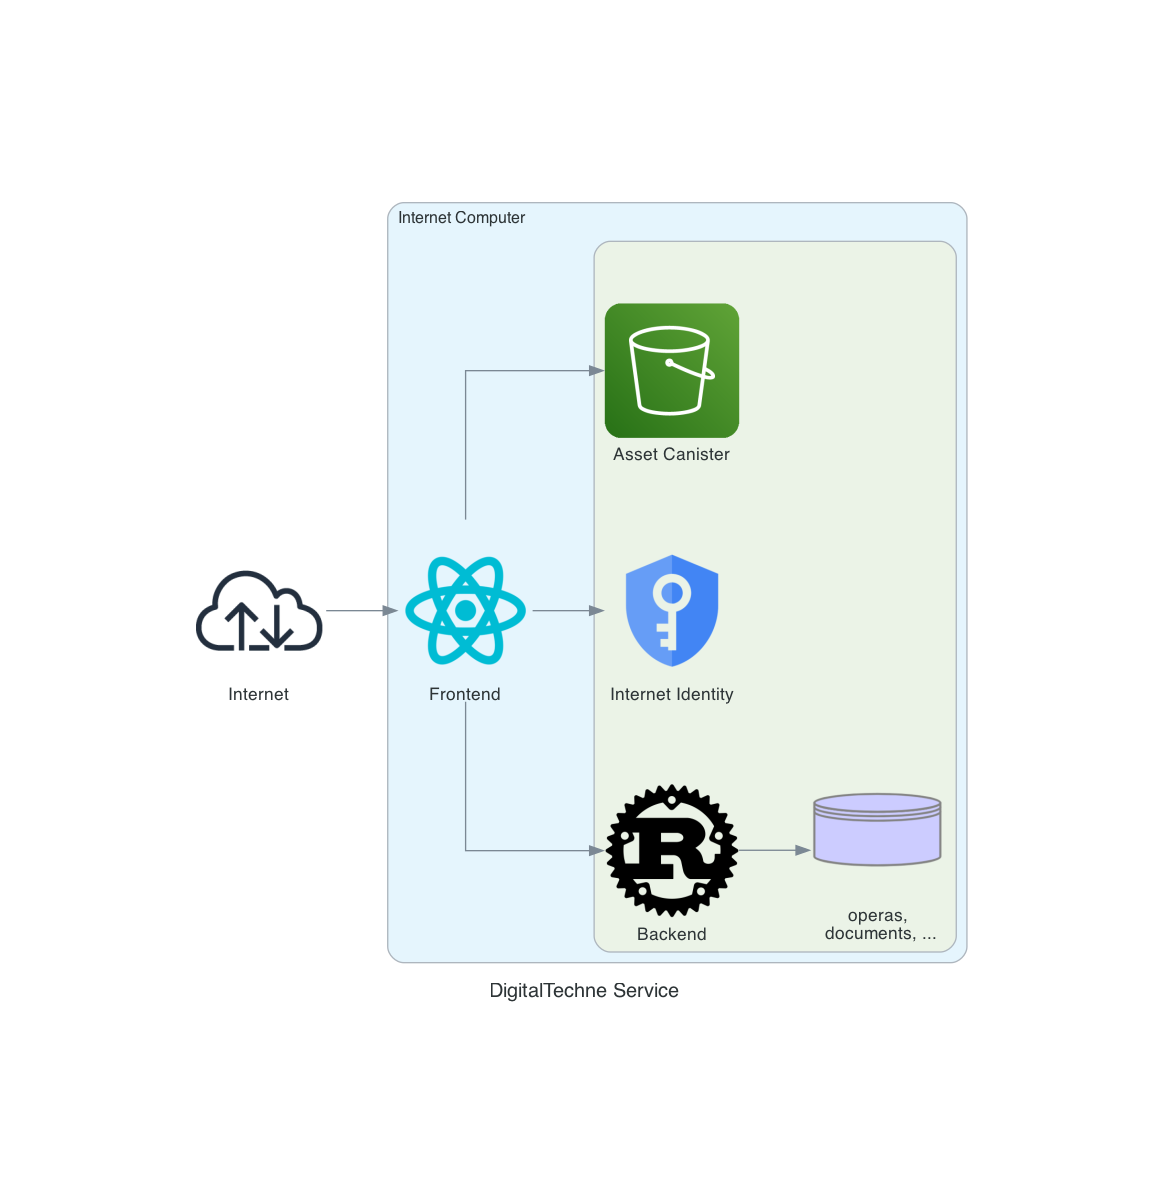 Internet Computer
Asset Canister
Internet
Frontend
Internet Identity
R
Backend
operas,
documents, ...
DigitalTechne Service